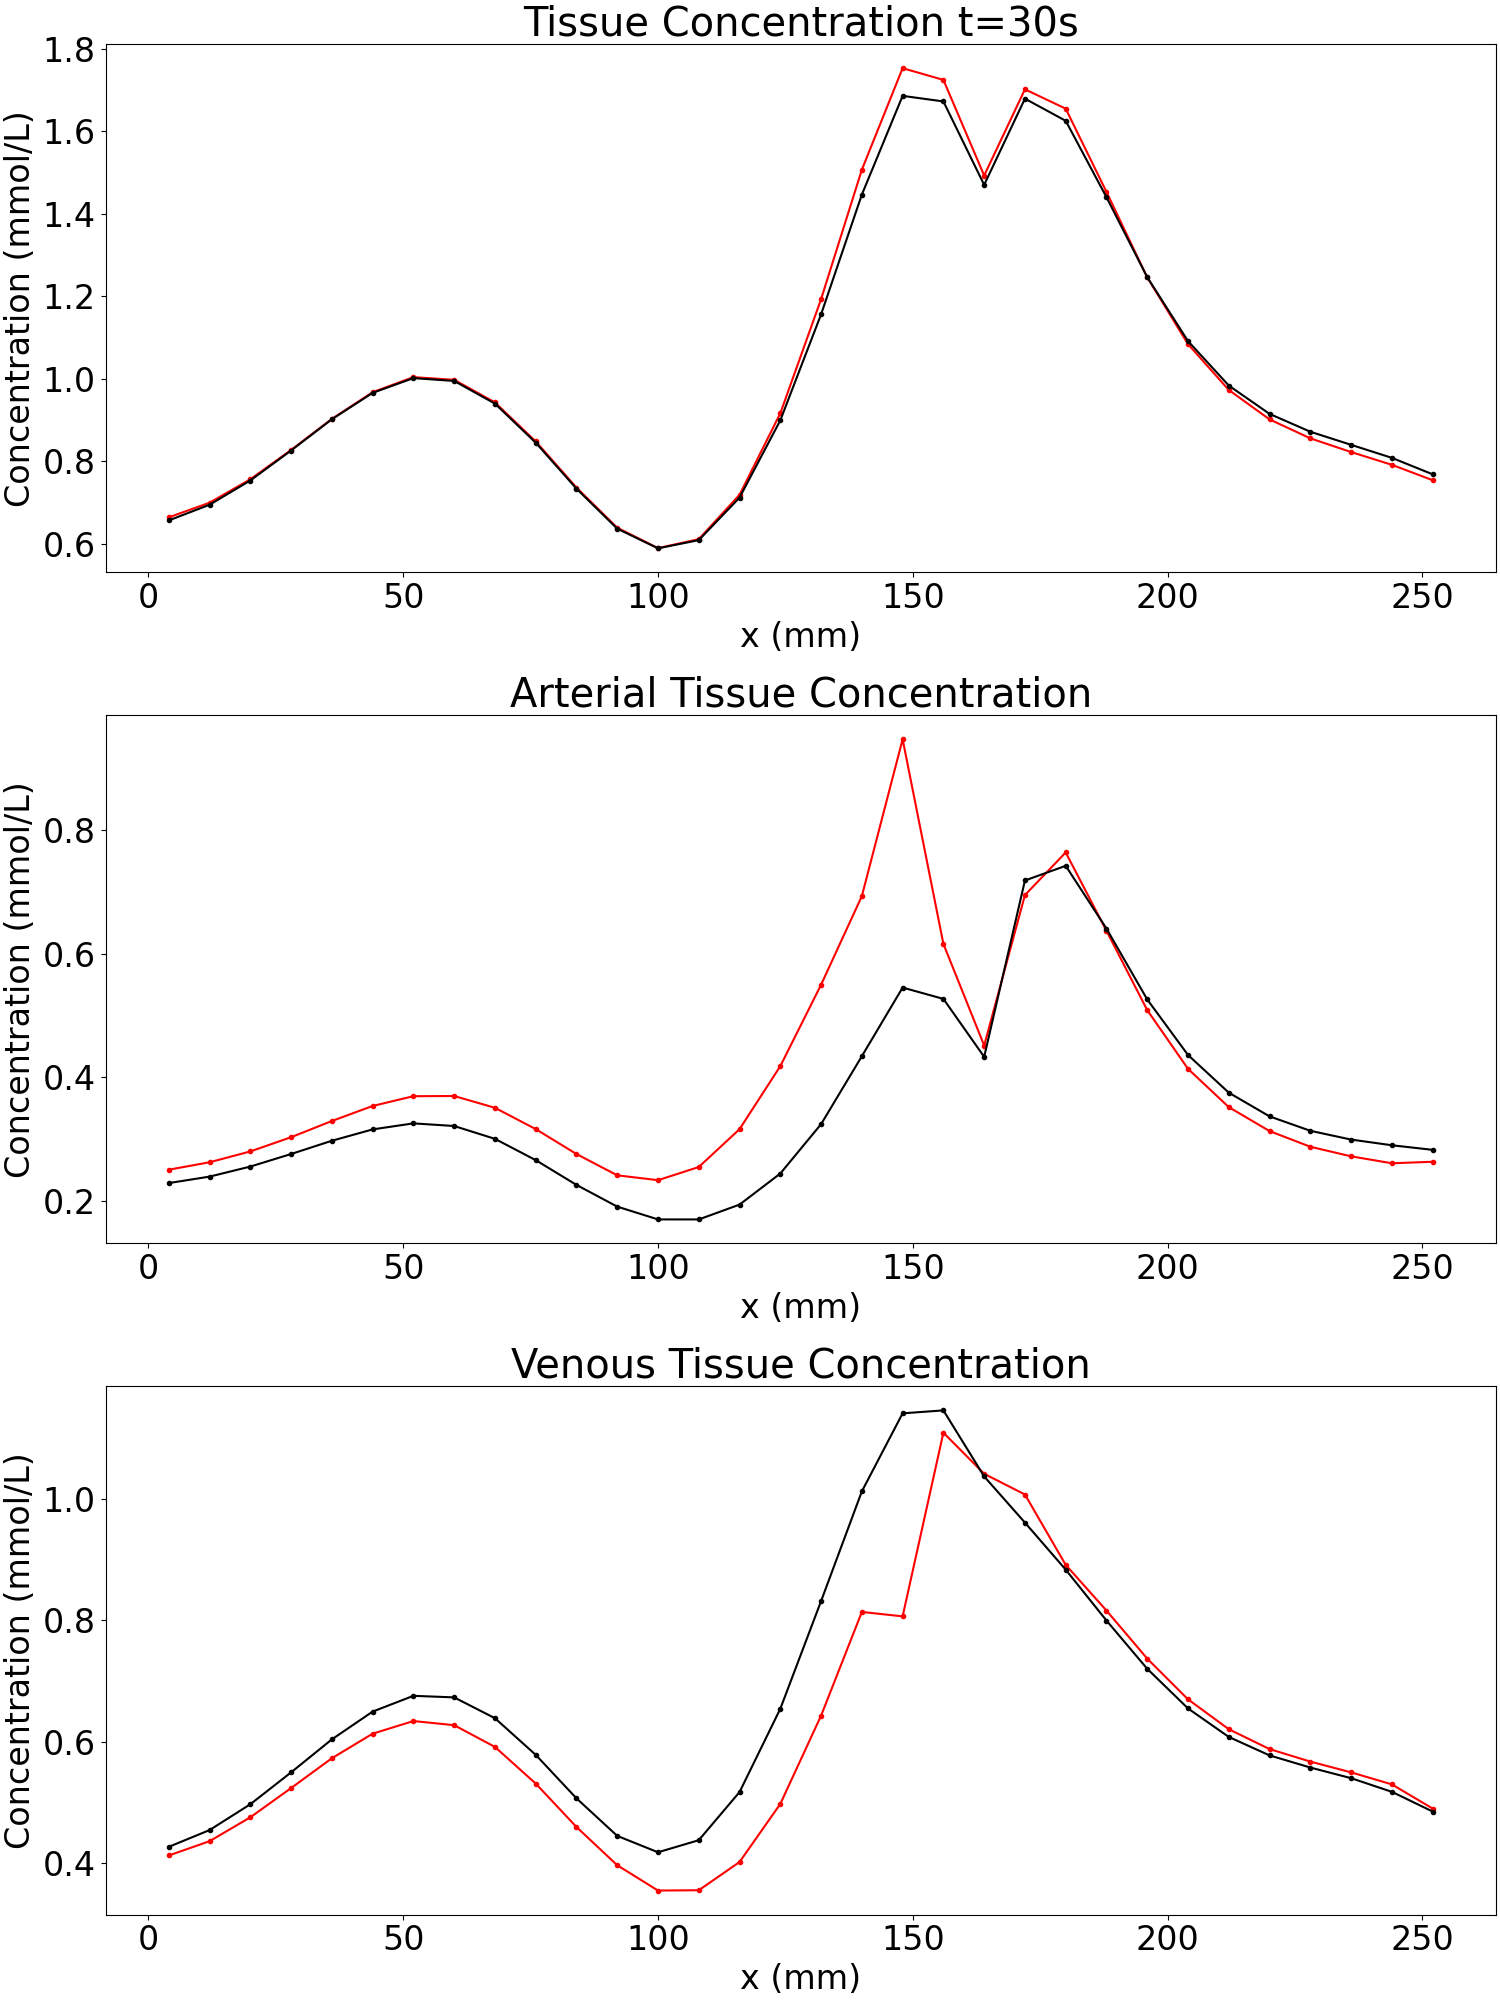 Tissue Concentration t=30s
Concentration (mmol/L)
1.8
1.6
1.4
1.2
1.0
0.8
0.6
0 50 100 150 200 250
x (mm)
Arterial Tissue Concentration
Concentration (mmol/L)
0.8
0.6
0.4
0.2
0 50 100 150 200 250
x (mm)
Venous Tissue Concentration
Concentration (mmol/L)
1.0
0.8
0.6
0.4
0 50 100 150 200 250
x (mm)